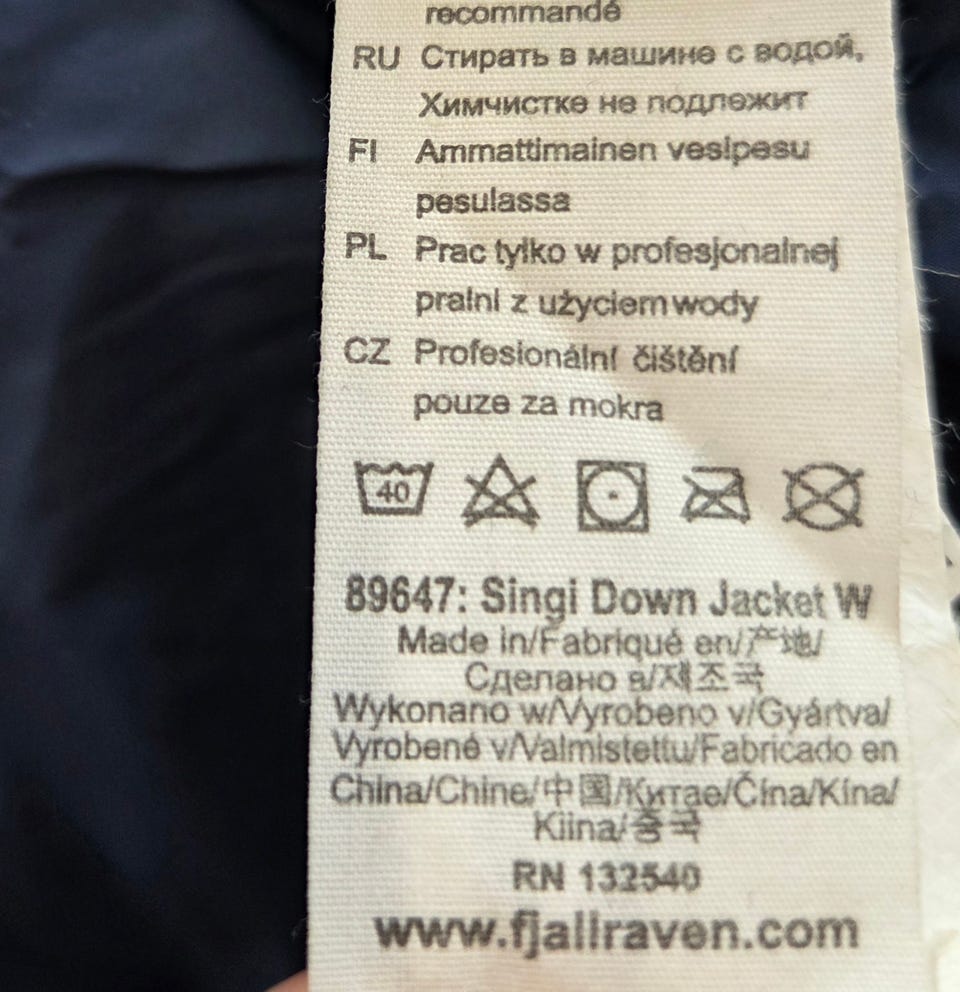 recommandé
RU Стирать в машине с водой,
Химчистке не подлежит
FI Ammattimainen vesipesu
pesulassa
PL Prac tylko w profesjonalnej
pralni z użyciem wody
CZ Profesionální čištění
pouze za mokra
40
89647: Singi Down Jacket W
Made in/Fabriqué en/产地/
Сделано в/제조국
Wykonano w/Vyrobeno v/Gyártva/
Vyrobené v/Valmistettu/Fabricado en
China/Chine/中国/Китае/Čína/Kína/
Kiina/중국
RN 132540
www.fjallraven.com